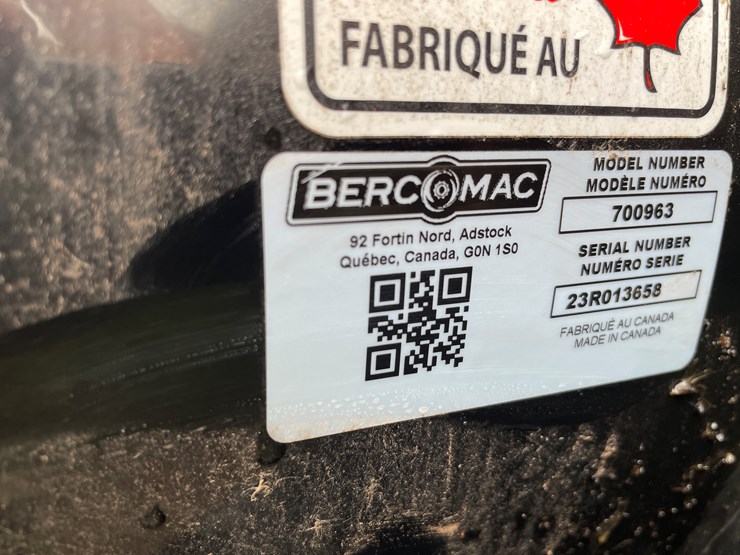 FABRIQUÉ AU
BERCOMAC
92 Fortin Nord, Adstock
Québec, Canada, G0N 1S0
MODEL NUMBER
MODÈLE NUMÉRO
700963
SERIAL NUMBER
NUMÉRO SERIE
23R013658
FABRIQUÉ AU CANADA
MADE IN CANADA